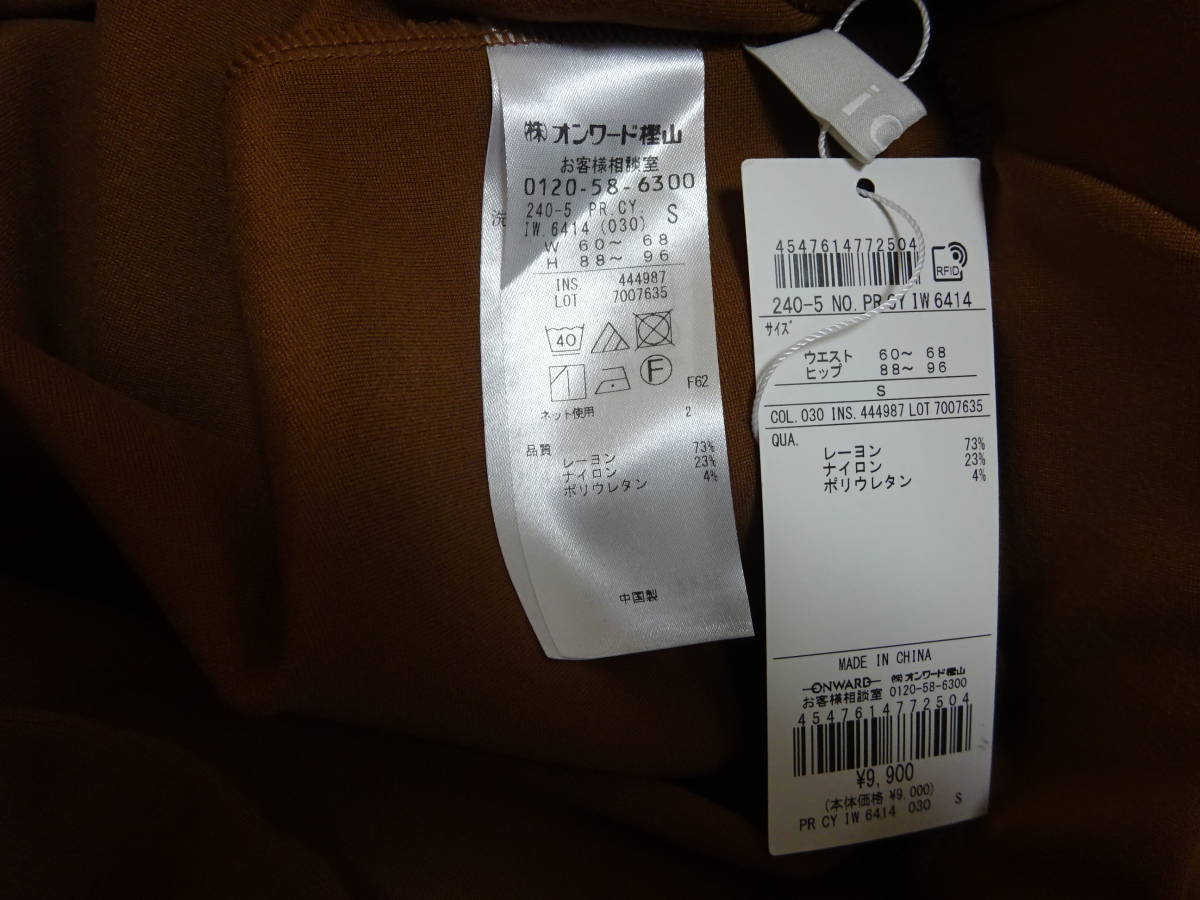 ㈱オンワード樫山
お客様相談室
0120-58-6300
240-5 PR.CY. S
洗
IW.6414 (030)
W 60～ 68
H 88～ 96
INS. 444987
LOT 7007635
40
F
F62
ネット使用 2
品質
レーヨン 73%
ナイロン 23%
ポリウレタン 4%
中国製
4547614772504
RFID
240-5 NO. PR.CY IW 6414
サイズ
ウエスト 60～ 68
ヒップ 88～ 96
S
COL. 030 INS. 444987 LOT 7007635
QUA.
レーヨン 73%
ナイロン 23%
ポリウレタン 4%
MADE IN CHINA
ONWARD ㈱オンワード樫山
お客様相談室 0120-58-6300
4547614772504
¥9,900
(本体価格 ¥9,000)
PR CY IW 6414 030 S